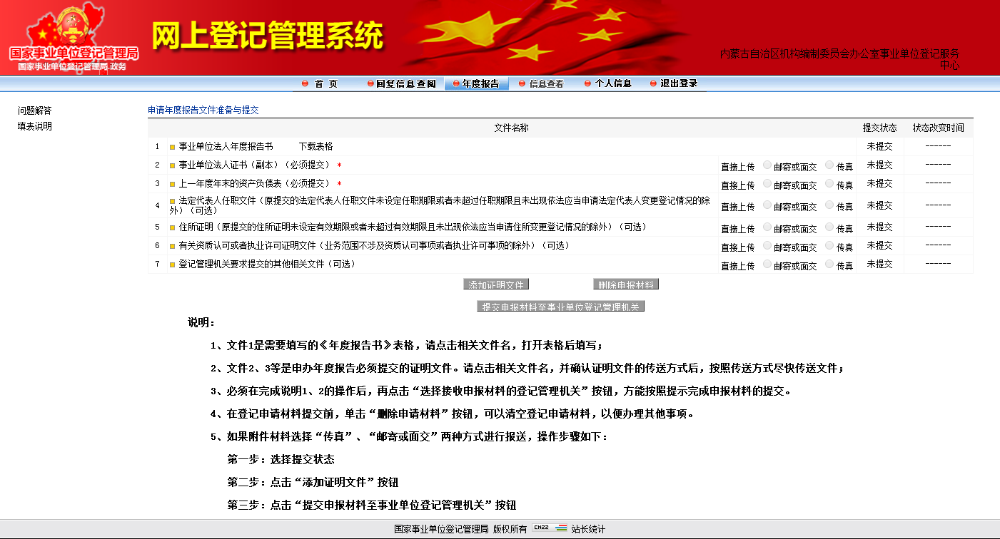 国家事业单位登记管理局
国家事业单位登记管理局.政务
网上登记管理系统
内蒙古自治区机构编制委员会办公室事业单位登记服务
中心
首 页 回复信息查阅 年度报告 信息查看 个人信息 退出登录
问题解答
填表说明
申请年度报告文件准备与提交
文件名称 提交状态 状态改变时间
1 事业单位法人年度报告书 下载表格 未提交 ------
2 事业单位法人证书（副本）（必须提交） * 直接上传 邮寄或面交 传真 未提交 ------
3 上一年度年末的资产负债表（必须提交） * 直接上传 邮寄或面交 传真 未提交 ------
4 法定代表人任职文件（原提交的法定代表人任职文件未设定任职期限或者未超过任职期限且未出现依法应当申请法定代表人变更登记情况的除
外）（可选） 直接上传 邮寄或面交 传真 未提交 ------
5 住所证明（原提交的住所证明未设定有效期限或者未超过有效期限且未出现依法应当申请住所变更登记情况的除外）（可选） 直接上传 邮寄或面交 传真 未提交 ------
6 有关资质认可或者执业许可证明文件（业务范围不涉及资质认可事项或者执业许可事项的除外）（可选） 直接上传 邮寄或面交 传真 未提交 ------
7 登记管理机关要求提交的其他相关文件（可选） 直接上传 邮寄或面交 传真 未提交 ------
添加证明文件 删除申报材料
提交申报材料至事业单位登记管理机关
说明：
1、文件1是需要填写的《年度报告书》表格，请点击相关文件名，打开表格后填写；
2、文件2、3等是申办年度报告必须提交的证明文件。请点击相关文件名，并确认证明文件的传送方式后，按照传送方式尽快传送文件；
3、必须在完成说明1、2的操作后，再点击“选择接收申报材料的登记管理机关”按钮，方能按照提示完成申报材料的提交。
4、在登记申请材料提交前，单击“删除申请材料”按钮，可以清空登记申请材料，以便办理其他事项。
5、如果附件材料选择“传真”、“邮寄或面交”两种方式进行报送，操作步骤如下：
第一步：选择提交状态
第二步：点击“添加证明文件”按钮
第三步：点击“提交申报材料至事业单位登记管理机关”按钮
国家事业单位登记管理局 版权所有 CNZZ 站长统计